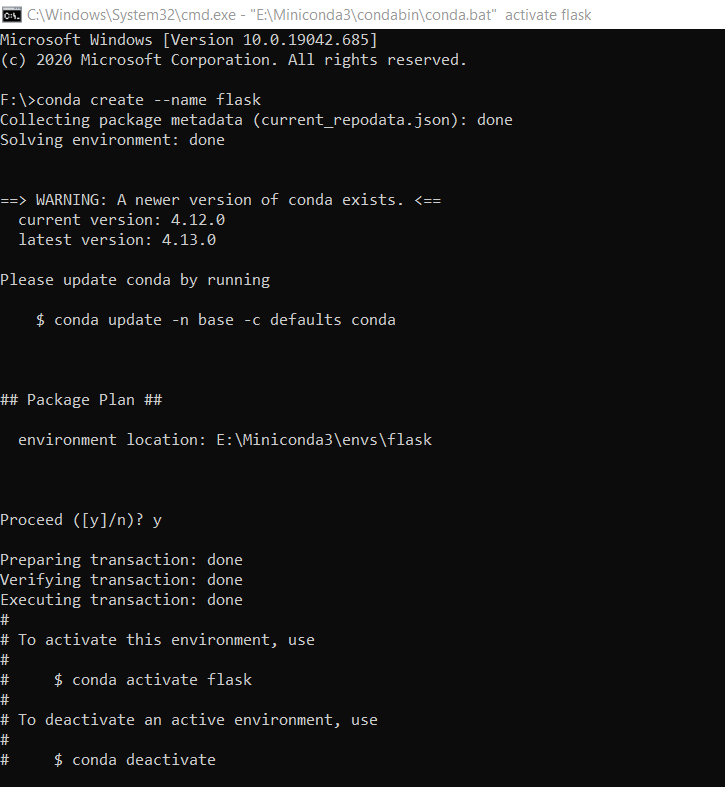 C:\Windows\System32\cmd.exe - "E:\Miniconda3\condabin\conda.bat"  activate flask
Microsoft Windows [Version 10.0.19042.685]
(c) 2020 Microsoft Corporation. All rights reserved.
F:\>conda create --name flask
Collecting package metadata (current_repodata.json): done
Solving environment: done
==> WARNING: A newer version of conda exists. <==
  current version: 4.12.0
  latest version: 4.13.0
Please update conda by running
    $ conda update -n base -c defaults conda
## Package Plan ##
  environment location: E:\Miniconda3\envs\flask
Proceed ([y]/n)? y
Preparing transaction: done
Verifying transaction: done
Executing transaction: done
#
# To activate this environment, use
#
#     $ conda activate flask
#
# To deactivate an active environment, use
#
#     $ conda deactivate